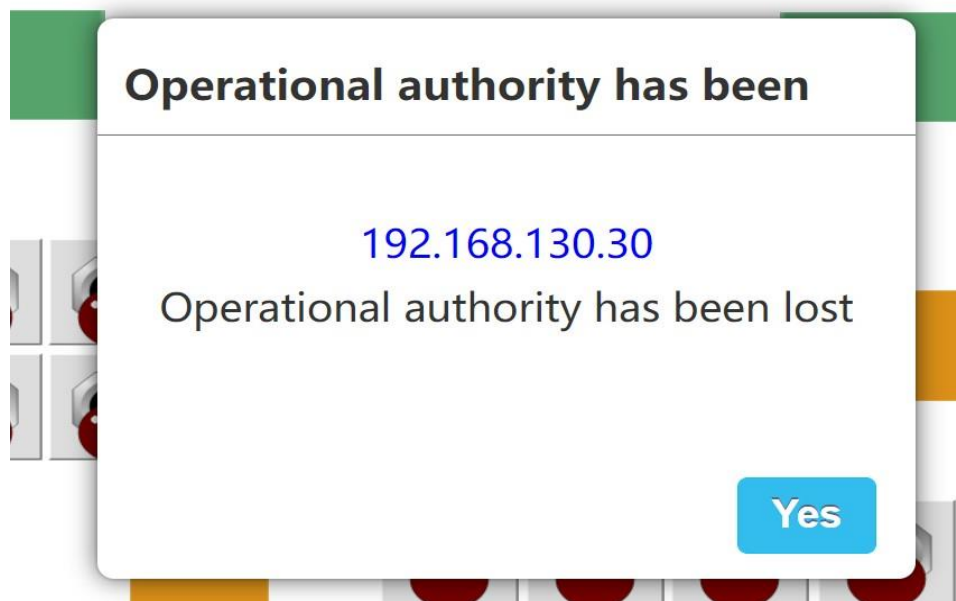 Operational authority has been
192.168.130.30
Operational authority has been lost
Yes